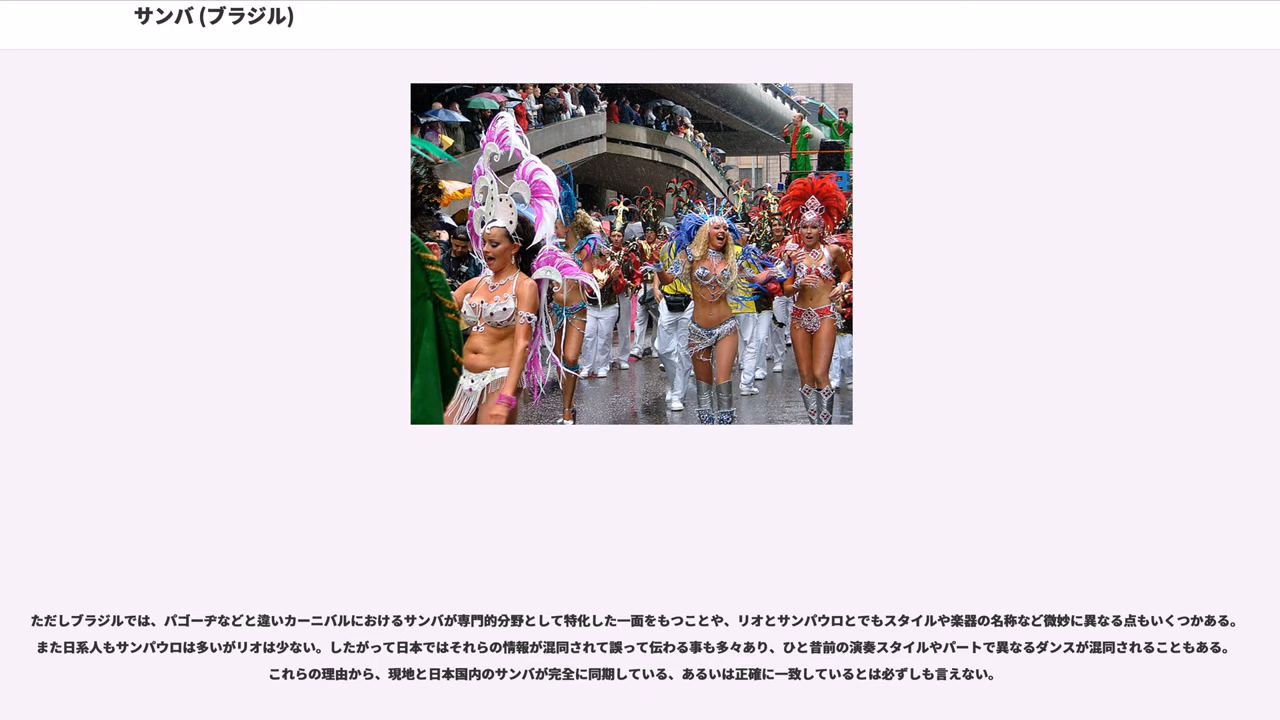 サンバ (ブラジル)
ただしブラジルでは、パゴーヂなどと違いカーニバルにおけるサンバが専門的分野として特化した一面をもつことや、リオとサンパウロとでもスタイルや楽器の名称など微妙に異なる点もいくつかある。
また日系人もサンパウロは多いがリオは少ない。したがって日本ではそれらの情報が混同されて誤って伝わる事も多々あり、ひと昔前の演奏スタイルやパートで異なるダンスが混同されることもある。
これらの理由から、現地と日本国内のサンバが完全に同期している、あるいは正確に一致しているとは必ずしも言えない。